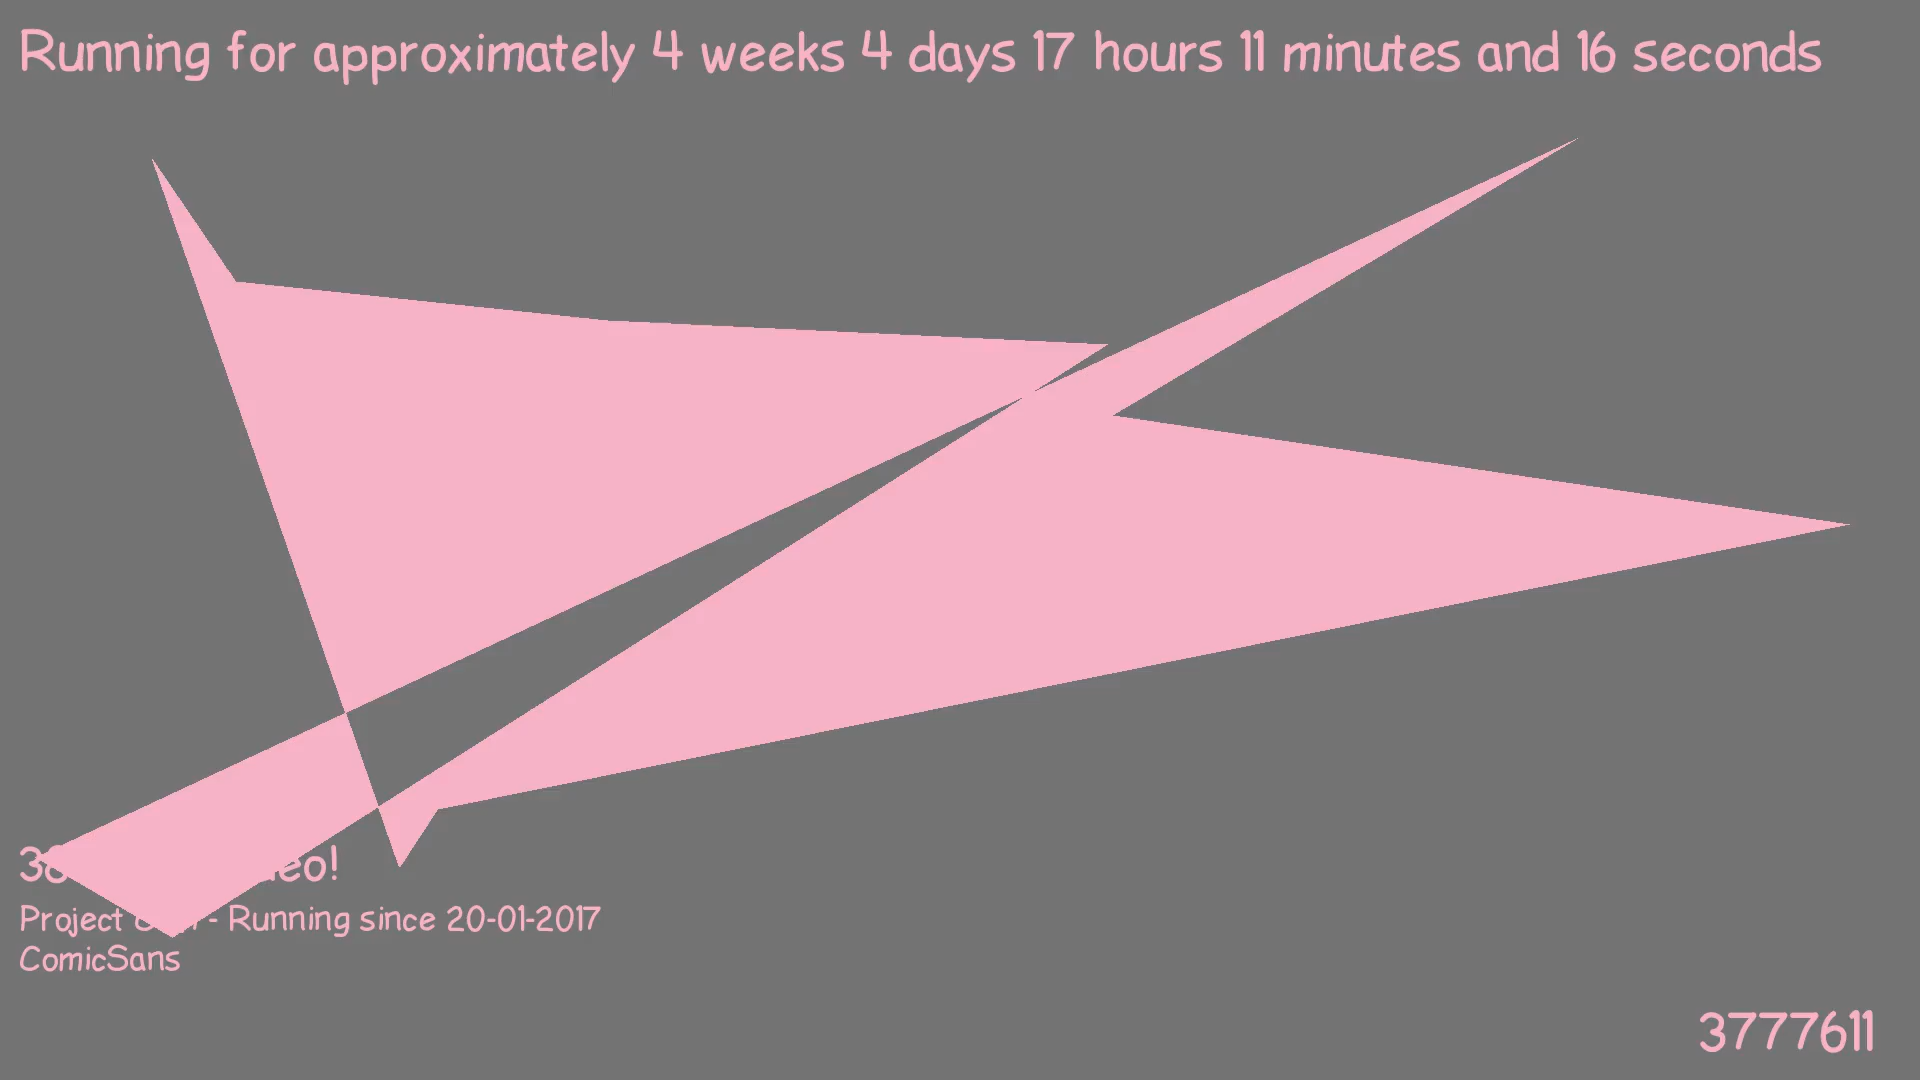 Running for approximately 4 weeks 4 days 17 hours 11 minutes and 16 seconds
Project - Running since 20-01-2017
ComicSans
3777611